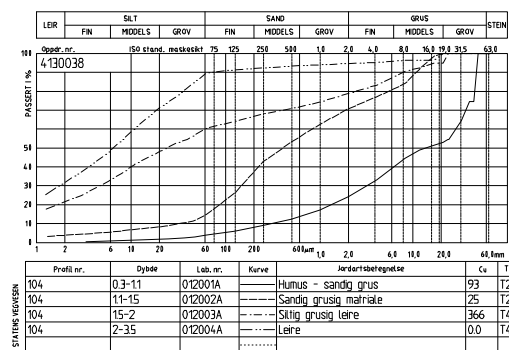 LEIR SILT SAND GRUS STEIN
FIN MIDDELS GROV FIN MIDDELS GROV FIN MIDDELS GROV
Oppdr. nr. ISO stand. maskesikt 75 125 250 500 1,0 2,0 4,0 8,0 16,0 19,0 31,5 63,0
4130038
PASSERT I %
100
50
40
30
20
10
0
1 2 6 10 20 60 100 200 600µm 1,0 2,0 6,0 10,0 20,0 60,0mm
Profil nr. Dybde Lab. nr. Kurve Jordartsbetegnelse Cu T
104 0.3-1.1 012001A Humus - sandig grus 93 T2
104 1.1-1.5 012002A Sandig grusig matriale 25 T2
104 1.5-2 012003A Siltig grusig leire 366 T4
104 2-3.5 012004A Leire 0.0 T4
STATENS VEGVESEN